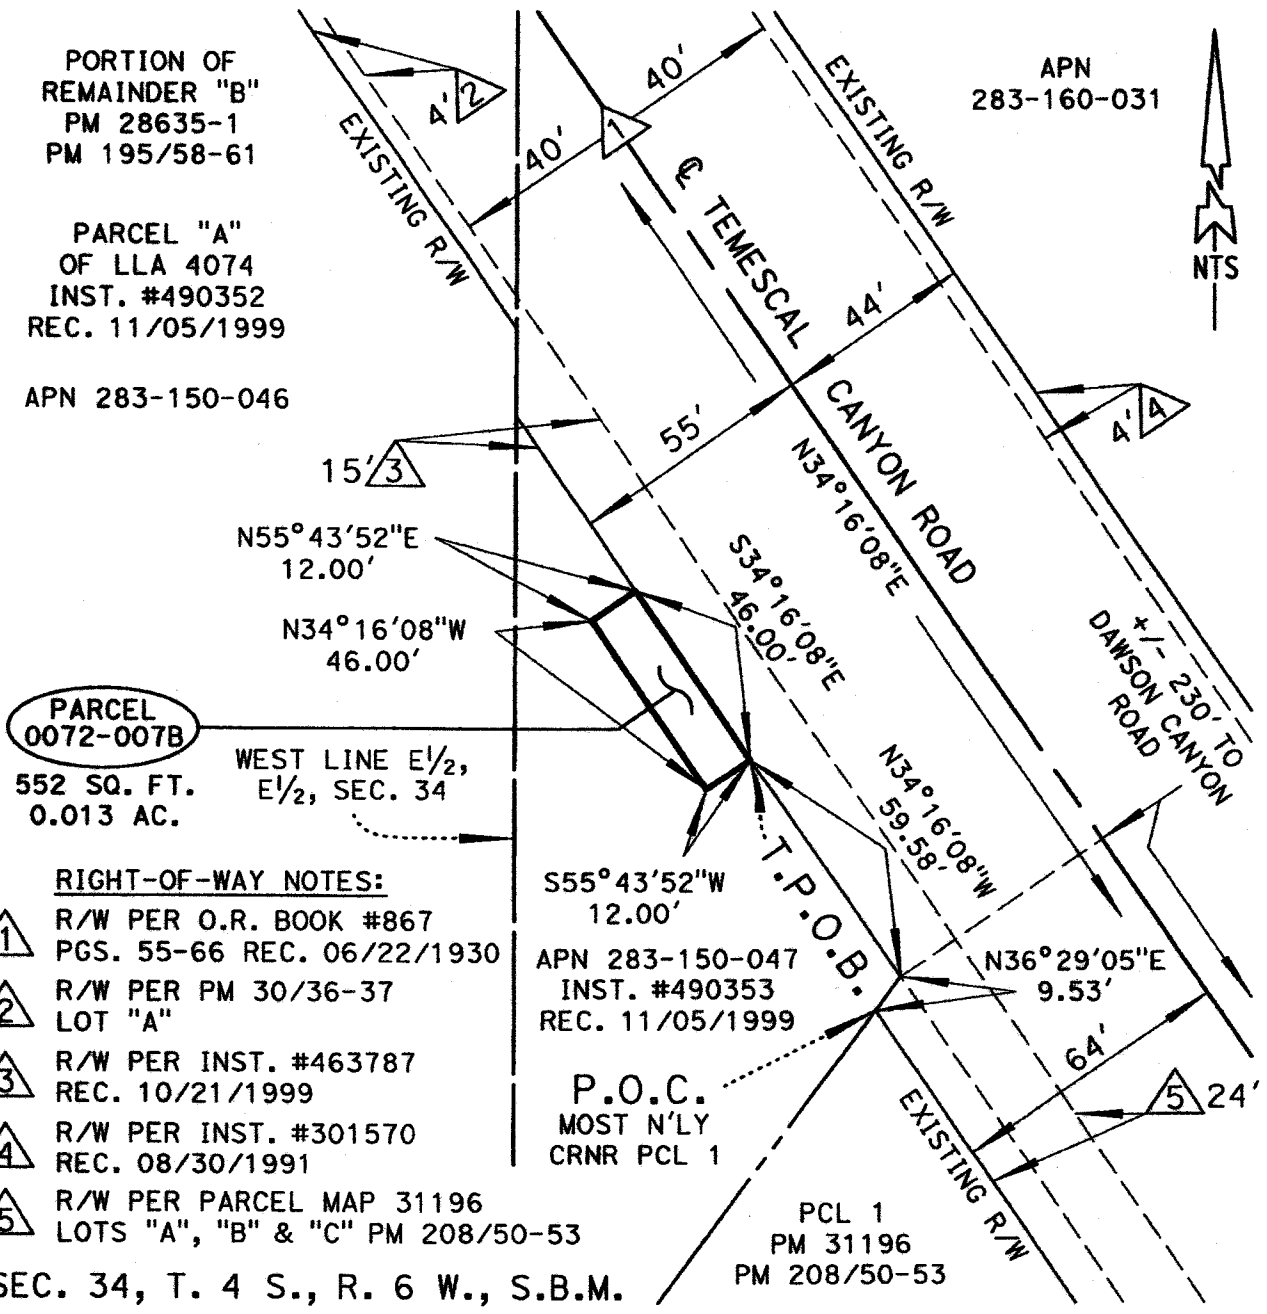 PORTION OF
REMAINDER "B"
PM 28635-1
PM 195/58-61
PARCEL "A"
OF LLA 4074
INST. #490352
REC. 11/05/1999
APN 283-150-046
4'
2
EXISTING R/W
40'
40'
1
EXISTING R/W
APN
283-160-031
NTS
℄ TEMESCAL CANYON ROAD
44'
55'
4'
4
15'
3
N34°16'08"E
N55°43'52"E
12.00'
N34°16'08"W
46.00'
S34°16'08"E
46.00'
+/- 230' TO
DAWSON CANYON
ROAD
PARCEL
0072-007B
552 SQ. FT.
0.013 AC.
WEST LINE E1/2,
E1/2, SEC. 34
N34°16'08"W
59.58'
T.P.O.B.
S55°43'52"W
12.00'
APN 283-150-047
INST. #490353
REC. 11/05/1999
N36°29'05"E
9.53'
64'
5
24'
P.O.C.
MOST N'LY
CRNR PCL 1
EXISTING R/W
PCL 1
PM 31196
PM 208/50-53
RIGHT-OF-WAY NOTES:
1 R/W PER O.R. BOOK #867
PGS. 55-66 REC. 06/22/1930
2 R/W PER PM 30/36-37
LOT "A"
3 R/W PER INST. #463787
REC. 10/21/1999
4 R/W PER INST. #301570
REC. 08/30/1991
5 R/W PER PARCEL MAP 31196
LOTS "A", "B" & "C" PM 208/50-53
SEC. 34, T. 4 S., R. 6 W., S.B.M.